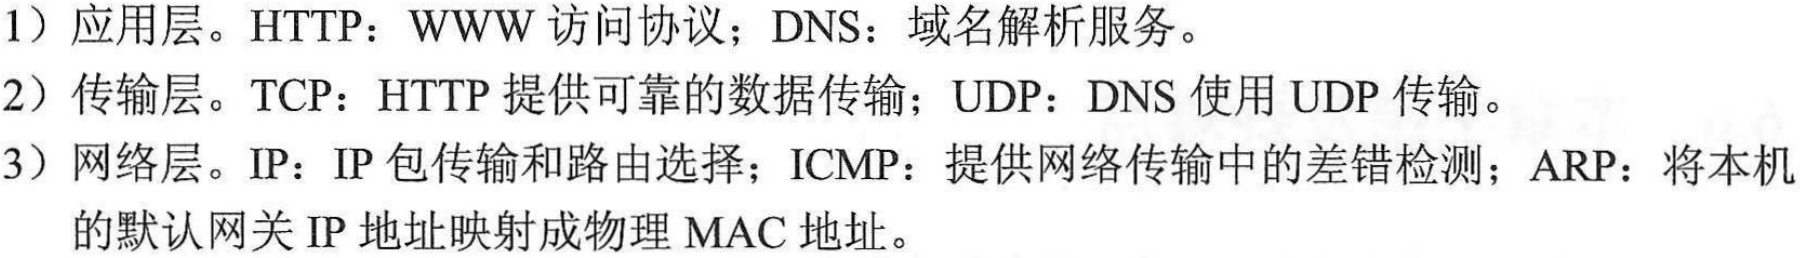 1）应用层。HTTP：WWW 访问协议；DNS：域名解析服务。
2）传输层。TCP：HTTP 提供可靠的数据传输；UDP：DNS 使用 UDP 传输。
3）网络层。IP：IP 包传输和路由选择；ICMP：提供网络传输中的差错检测；ARP：将本机
的默认网关 IP 地址映射成物理 MAC 地址。